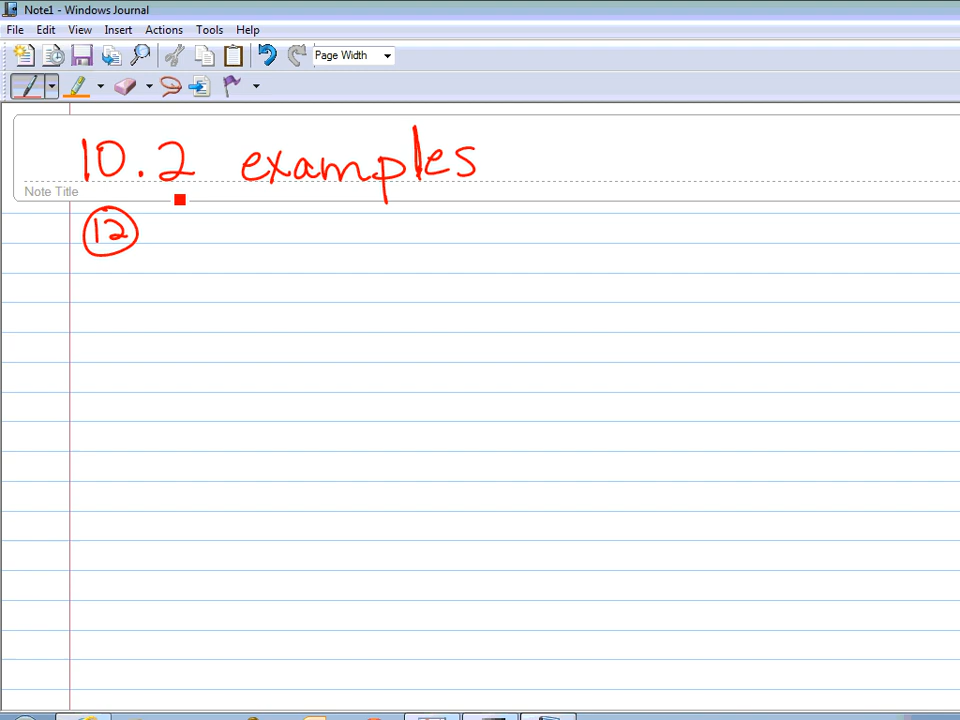 Note1 - Windows Journal
File Edit View Insert Actions Tools Help
Page Width
10.2 examples
Note Title
12